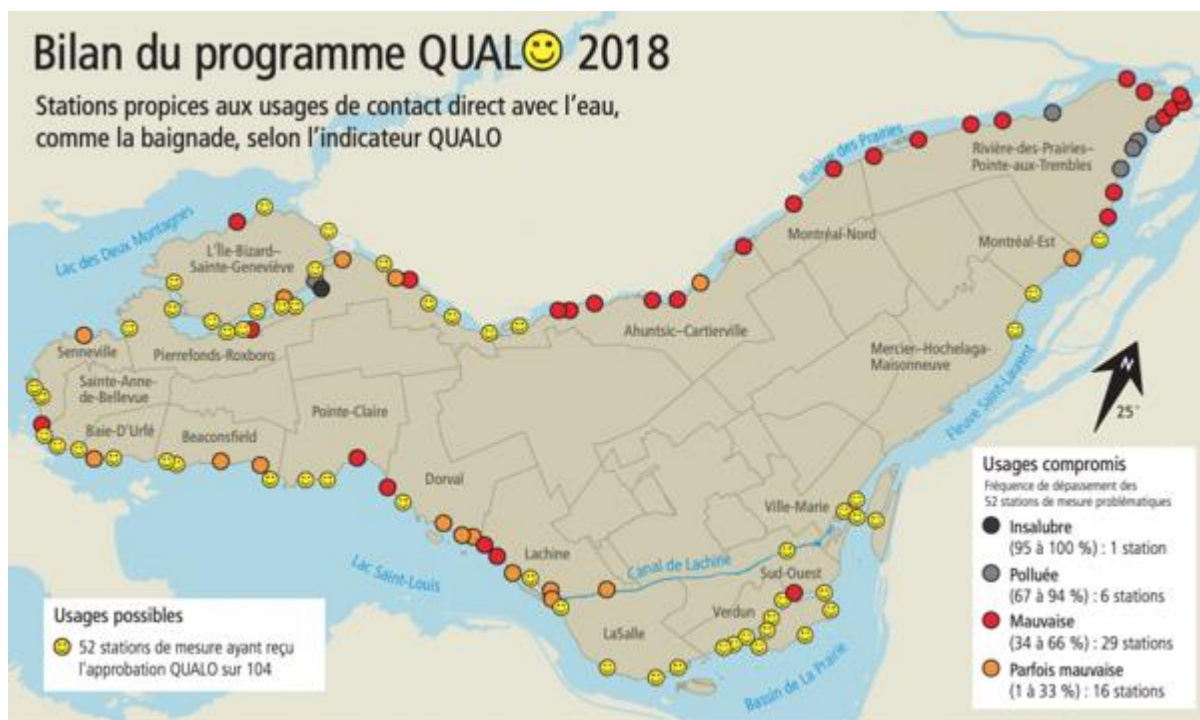 Bilan du programme QUALO 2018
Stations propices aux usages de contact direct avec l'eau,
comme la baignade, selon l'indicateur QUALO
Rivière des Prairies
Rivière-des-Prairies–
Pointe-aux-Trembles
Lac des Deux Montagnes
L'Île-Bizard–
Sainte-Geneviève
Montréal-Nord
Montréal-Est
Ahuntsic–Cartierville
Senneville
Pierrefonds-Roxboro
Mercier–Hochelaga-
Maisonneuve
Sainte-Anne-
de-Bellevue
Pointe-Claire
Baie-D'Urfé
Beaconsfield
Fleuve Saint-Laurent
N
25°
Dorval
Ville-Marie
Lachine
Canal de Lachine
Lac Saint-Louis
Sud-Ouest
Verdun
LaSalle
Bassin de La Prairie
Usages possibles
52 stations de mesure ayant reçu
l'approbation QUALO sur 104
Usages compromis
Fréquence de dépassement des
52 stations de mesure problématiques
Insalubre
(95 à 100 %) : 1 station
Polluée
(67 à 94 %) : 6 stations
Mauvaise
(34 à 66 %) : 29 stations
Parfois mauvaise
(1 à 33 %) : 16 stations